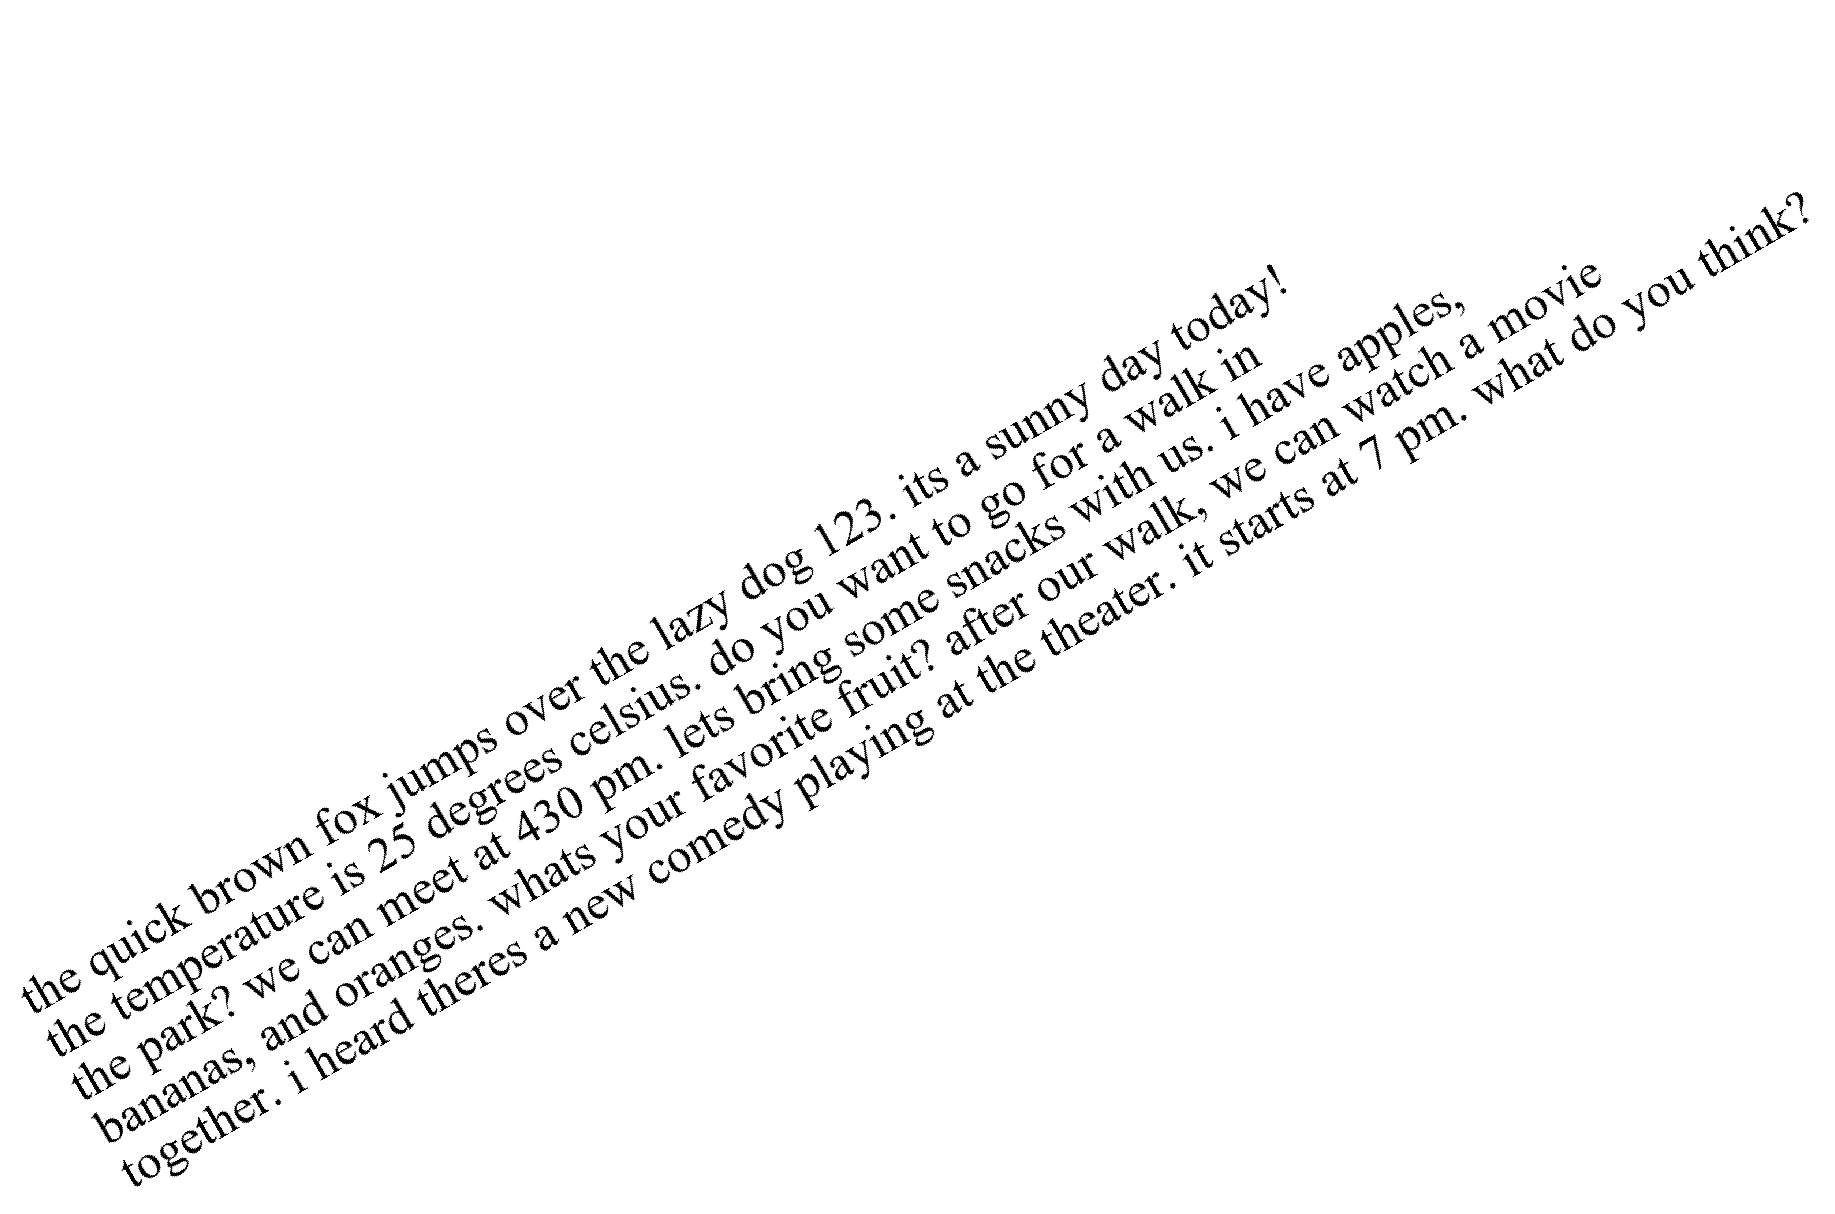 the quick brown fox jumps over the lazy dog 123. its a sunny day today!
the temperature is 25 degrees celsius. do you want to go for a walk in
the park? we can meet at 430 pm. lets bring some snacks with us. i have apples,
bananas, and oranges. whats your favorite fruit? after our walk, we can watch a movie
together. i heard theres a new comedy playing at the theater. it starts at 7 pm. what do you think?